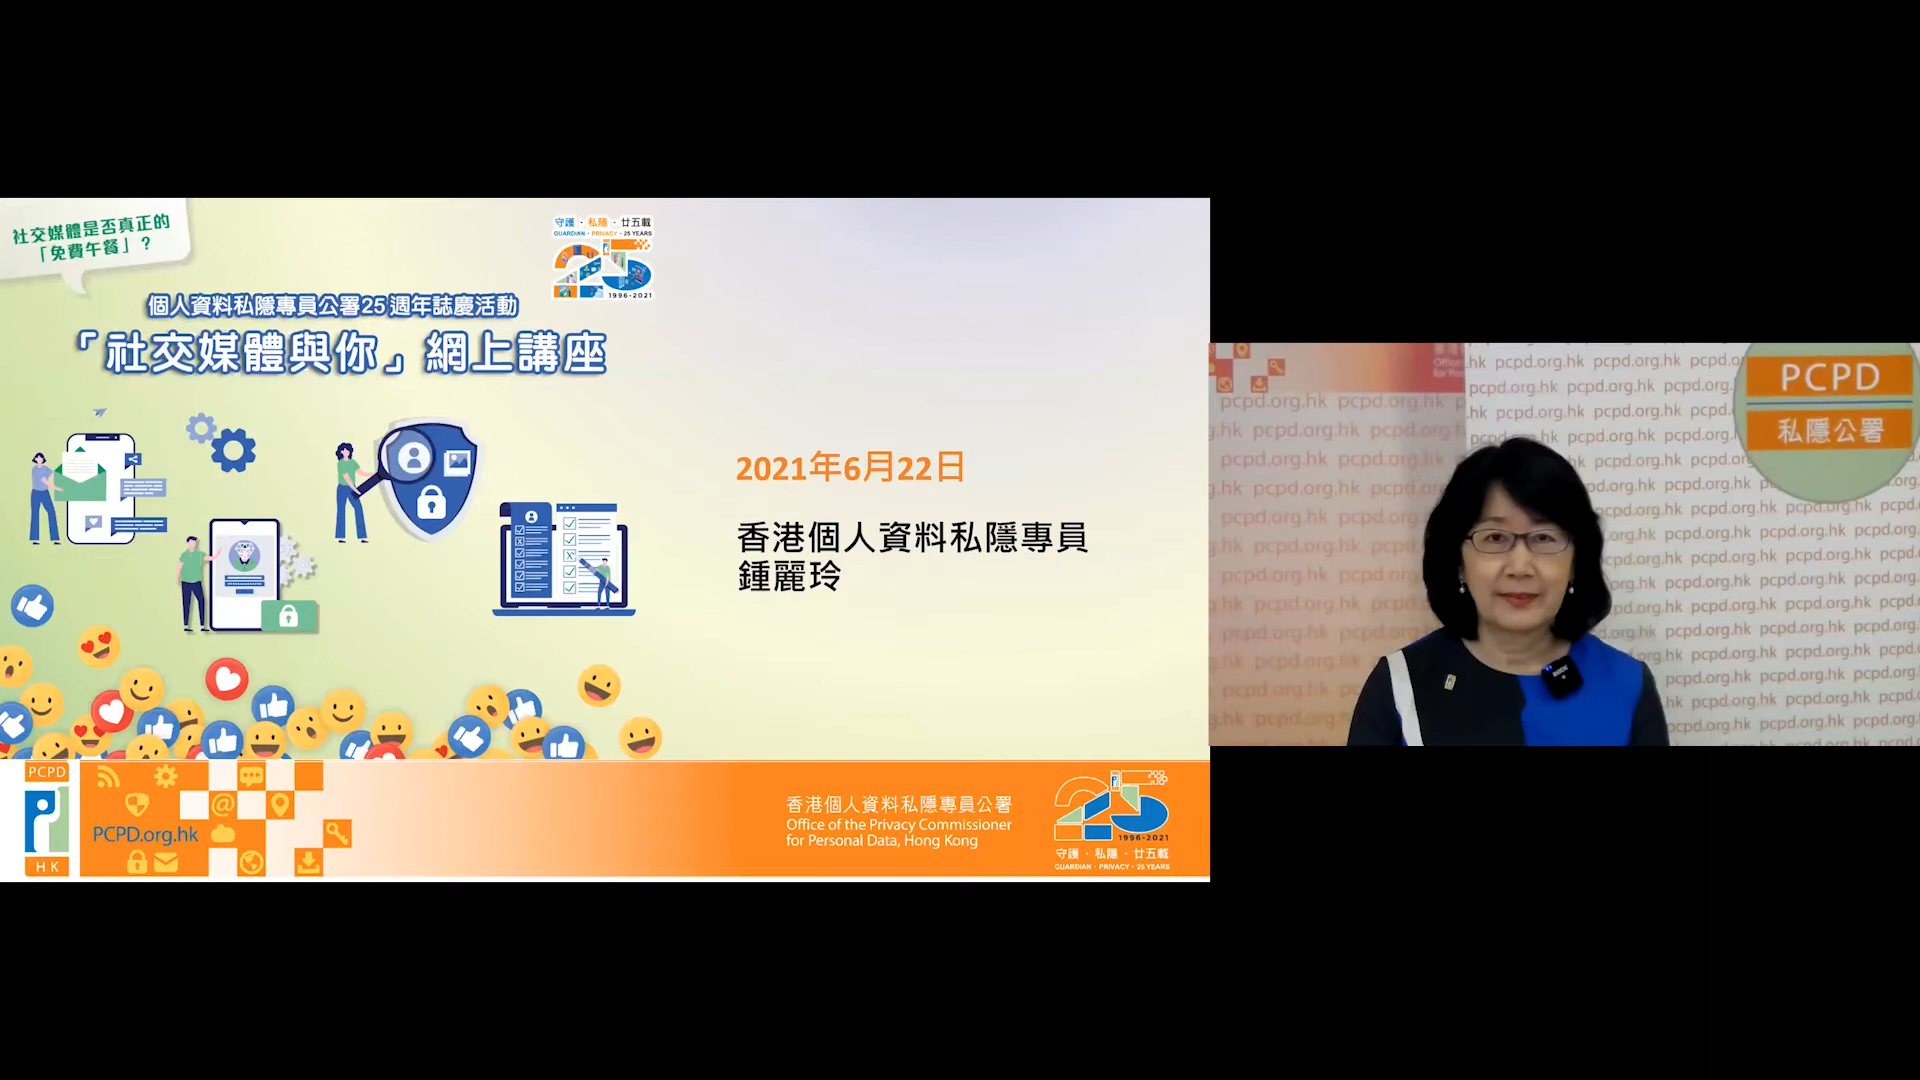 社交媒體是否真正的
「免費午餐」？
守護·私隱·廿五載
GUARDIAN · PRIVACY · 25 YEARS
25
1996-2021
個人資料私隱專員公署25週年誌慶活動
「社交媒體與你」網上講座
2021年6月22日
香港個人資料私隱專員
鍾麗玲
PCPD
HK
PCPD.org.hk
香港個人資料私隱專員公署
Office of the Privacy Commissioner
for Personal Data, Hong Kong
25
1996-2021
守護·私隱·廿五載
GUARDIAN · PRIVACY · 25 YEARS
PCPD
私隱公署
pcpd.org.hk pcpd.org.hk